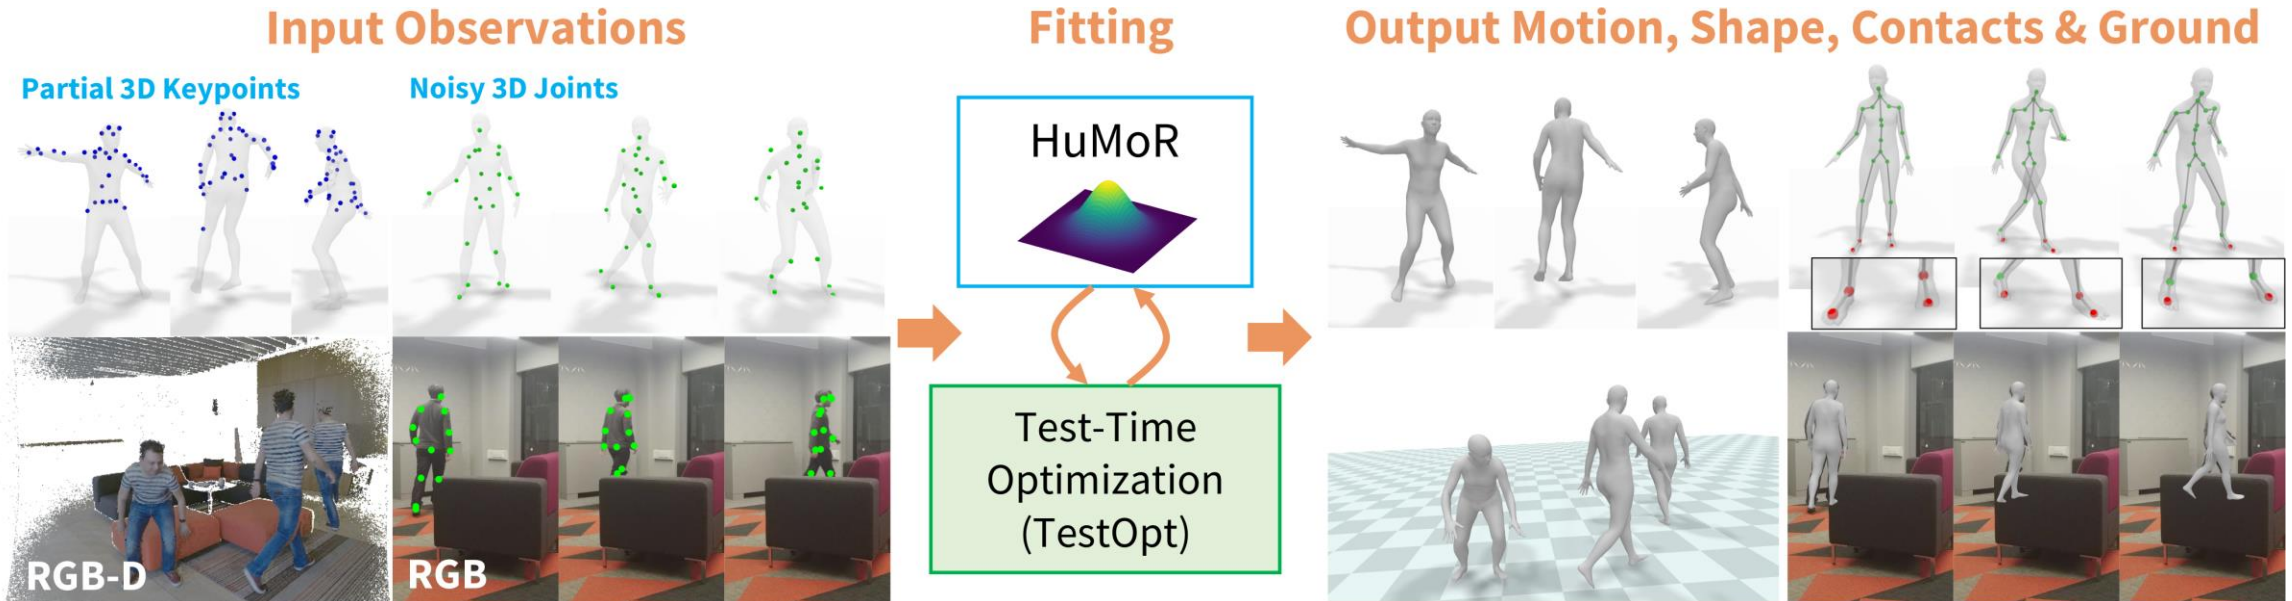 Input Observations
Fitting
Output Motion, Shape, Contacts & Ground
Partial 3D Keypoints
Noisy 3D Joints
HuMoR
Test-Time
Optimization
(TestOpt)
RGB-D
RGB